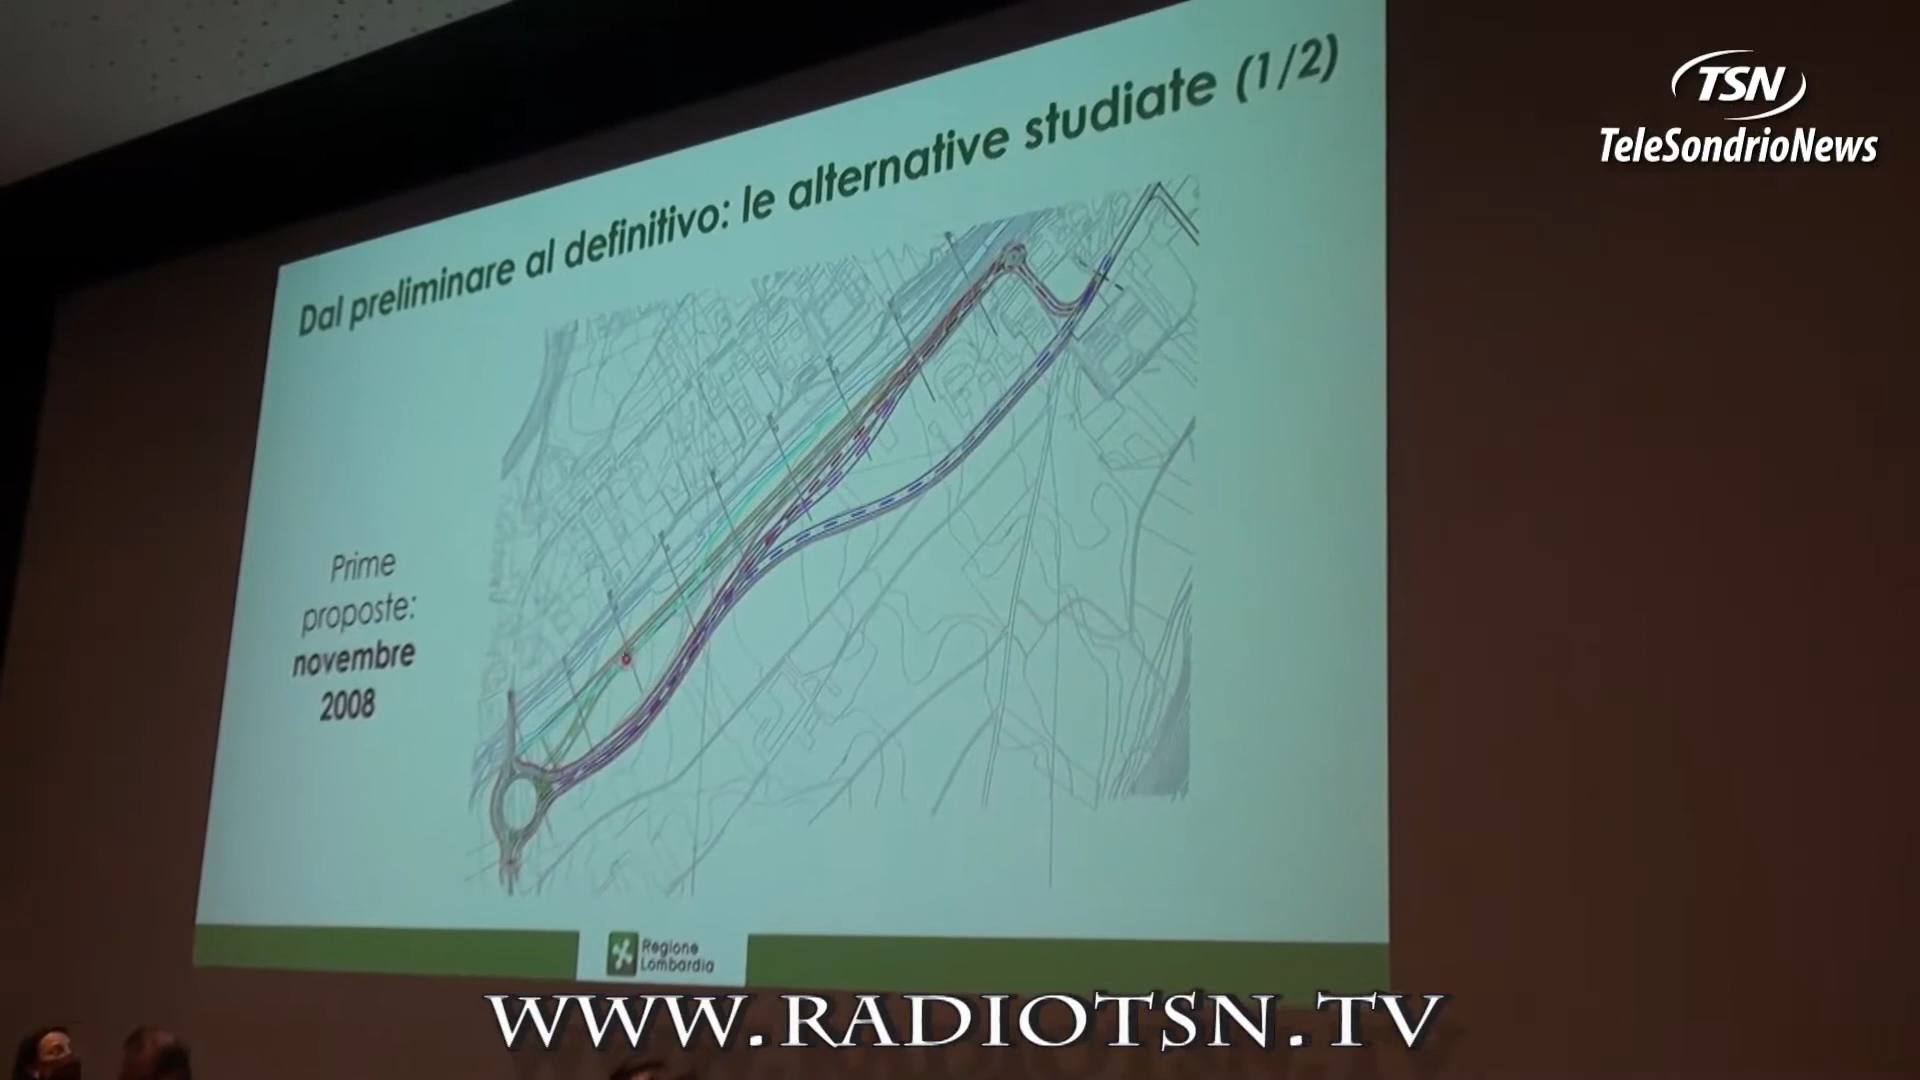 TSN
TeleSondrioNews
Dal preliminare al definitivo: le alternative studiate (1/2)
Prime
proposte:
novembre
2008
Regione
Lombardia
WWW.RADIOTSN.TV